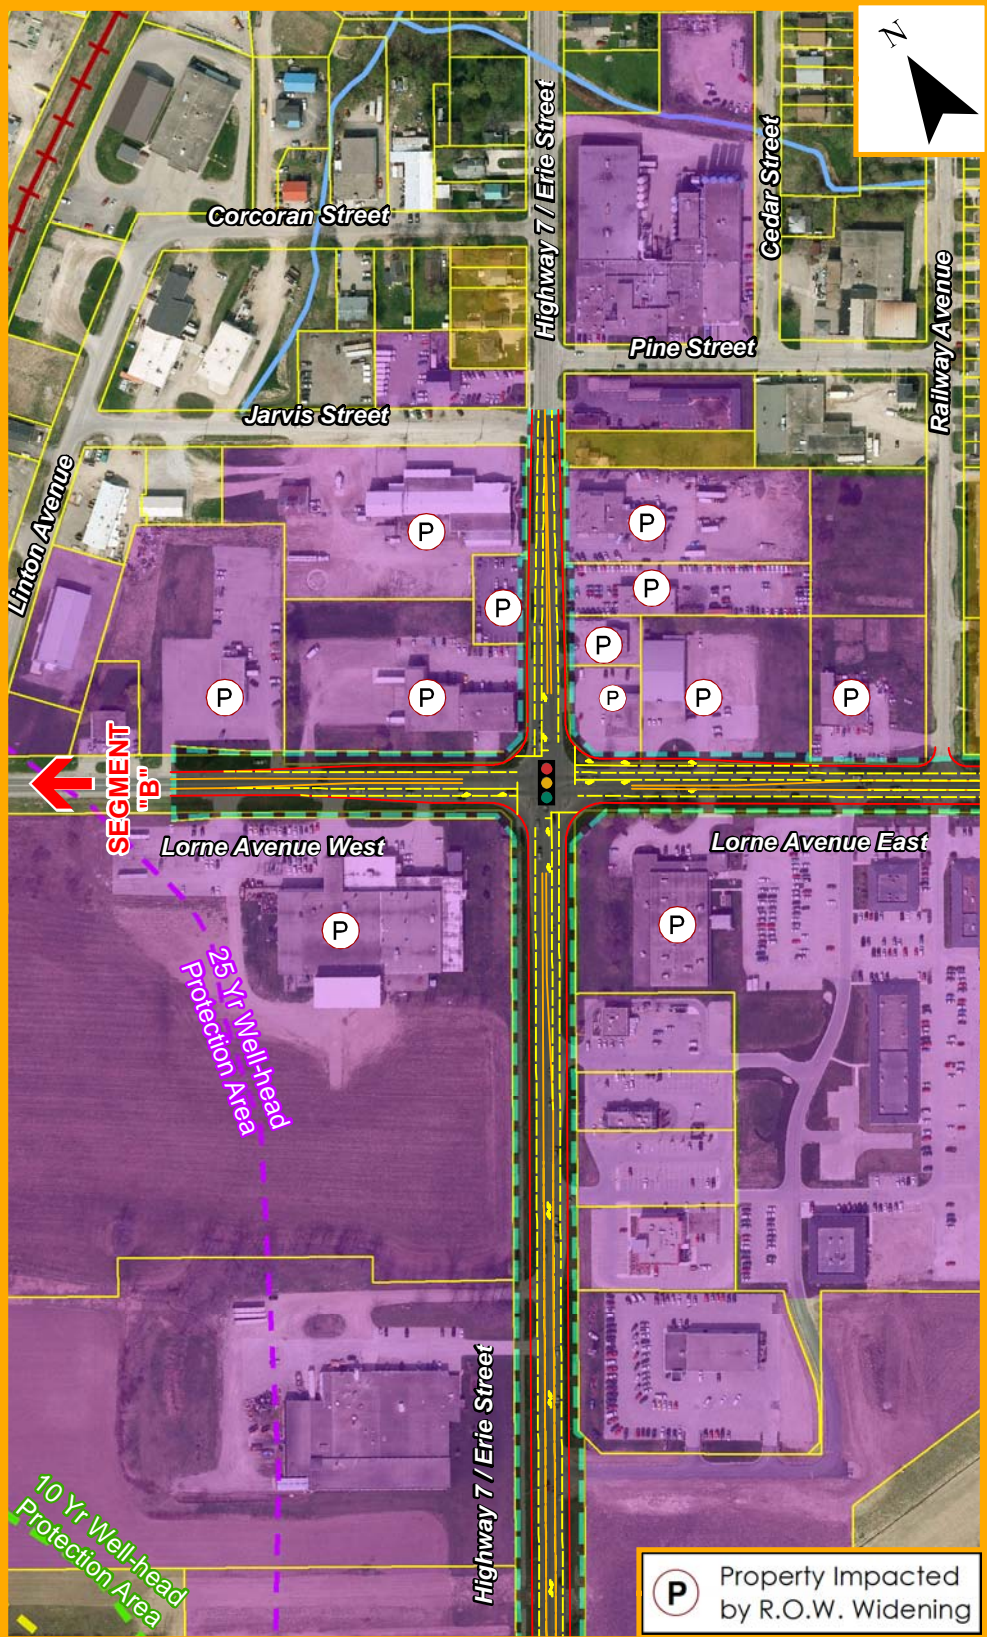 N
Highway 7 / Erie Street
Cedar Street
Corcoran Street
Railway Avenue
Pine Street
Jarvis Street
Linton Avenue
P
P
P
P
P
P
P
P
P
P
SEGMENT
"B"
Lorne Avenue West
Lorne Avenue East
P
P
25 Yr Well-head
Protection Area
Highway 7 / Erie Street
10 Yr Well-head
Protection Area
P
Property Impacted
by R.O.W. Widening